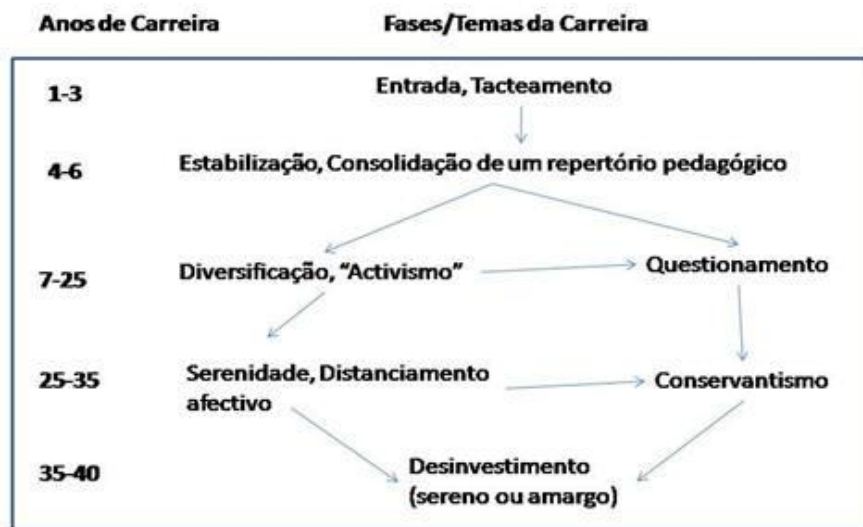 Anos de Carreira Fases/Temas da Carreira
1-3 Entrada, Tacteamento
4-6 Estabilização, Consolidação de um repertório pedagógico
7-25 Diversificação, “Activismo” Questionamento
25-35 Serenidade, Distanciamento Conservantismo
afectivo
35-40 Desinvestimento
(sereno ou amargo)